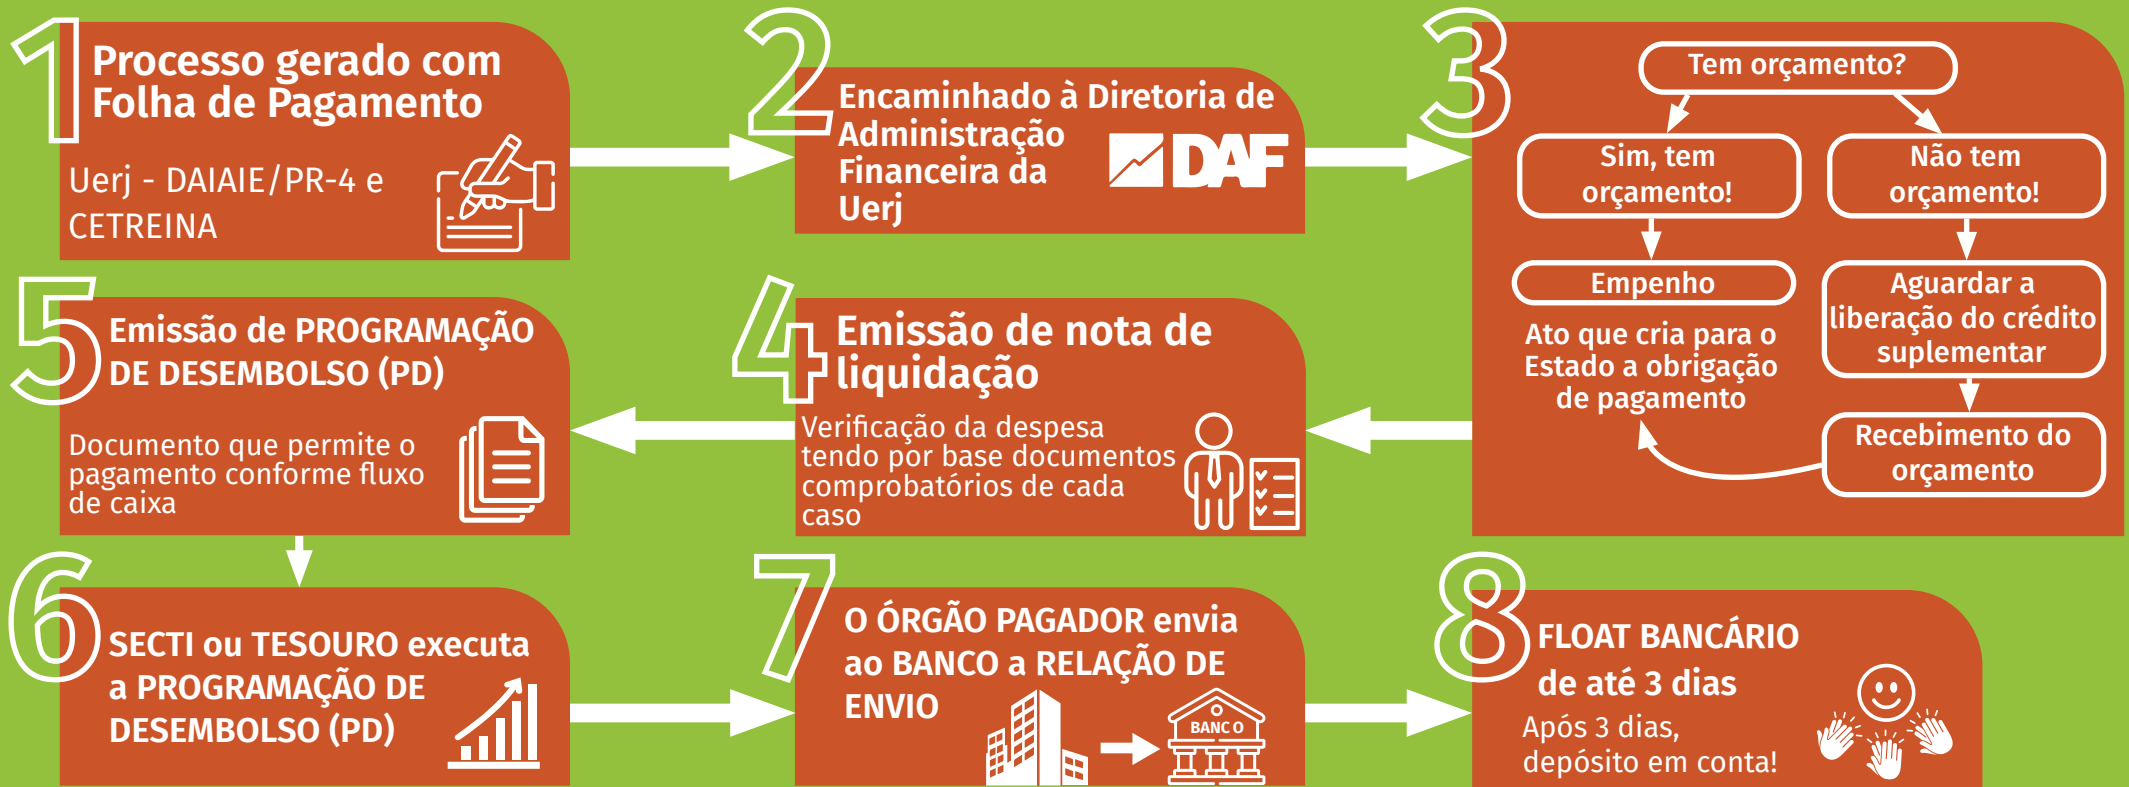 1
Processo gerado com
Folha de Pagamento
Uerj - DAIAIE/PR-4 e
CETREINA
2
Encaminhado à Diretoria de
Administração
Financeira da
Uerj
DAF
3
Tem orçamento?
Sim, tem
orçamento!
Não tem
orçamento!
Empenho
Ato que cria para o
Estado a obrigação
de pagamento
Aguardar a
liberação do crédito
suplementar
Recebimento do
orçamento
4
Emissão de nota de
liquidação
Verificação da despesa
tendo por base documentos
comprobatórios de cada
caso
5
Emissão de PROGRAMAÇÃO
DE DESEMBOLSO (PD)
Documento que permite o
pagamento conforme fluxo
de caixa
6
SECTI ou TESOURO executa
a PROGRAMAÇÃO DE
DESEMBOLSO (PD)
7
O ÓRGÃO PAGADOR envia
ao BANCO a RELAÇÃO DE
ENVIO
BANCO
8
FLOAT BANCÁRIO
de até 3 dias
Após 3 dias,
depósito em conta!